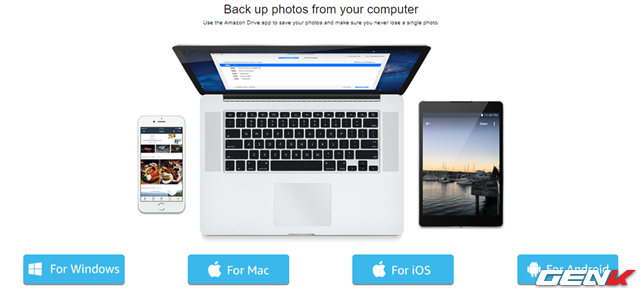 Back up photos from your computer
Use the Amazon Drive app to save your photos and make sure you never lose a single photo.
For Windows
For Mac
For iOS
For Android
GENK